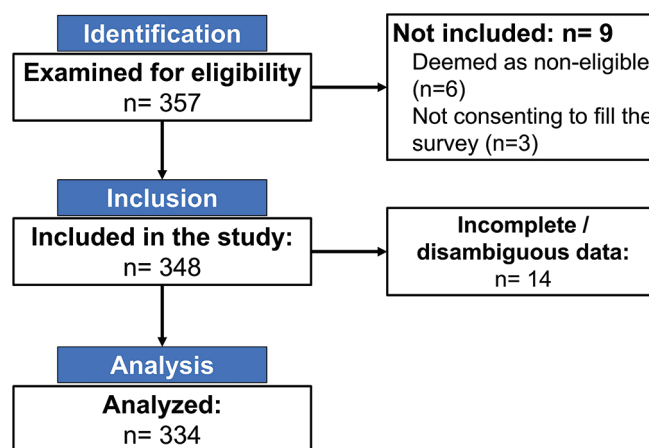 Identification
Examined for eligibility
n= 357
Not included: n= 9
Deemed as non-eligible
(n=6)
Not consenting to fill the
survey (n=3)
Inclusion
Included in the study:
n= 348
Incomplete /
disambiguous data:
n= 14
Analysis
Analyzed:
n= 334